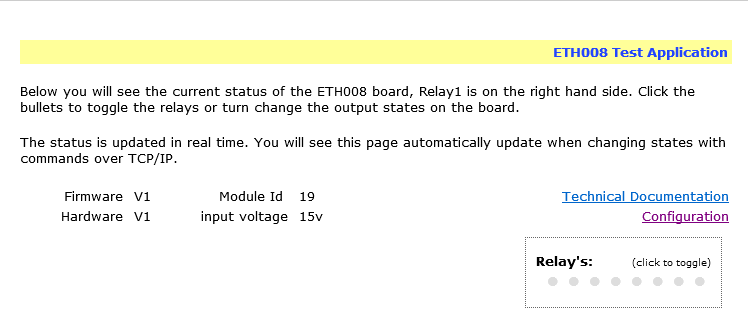 ETH008 Test Application
Below you will see the current status of the ETH008 board, Relay1 is on the right hand side. Click the
bullets to toggle the relays or turn change the output states on the board.
The status is updated in real time. You will see this page automatically update when changing states with
commands over TCP/IP.
Firmware V1 Module Id 19 Technical Documentation
Hardware V1 input voltage 15v Configuration
Relay's: (click to toggle)